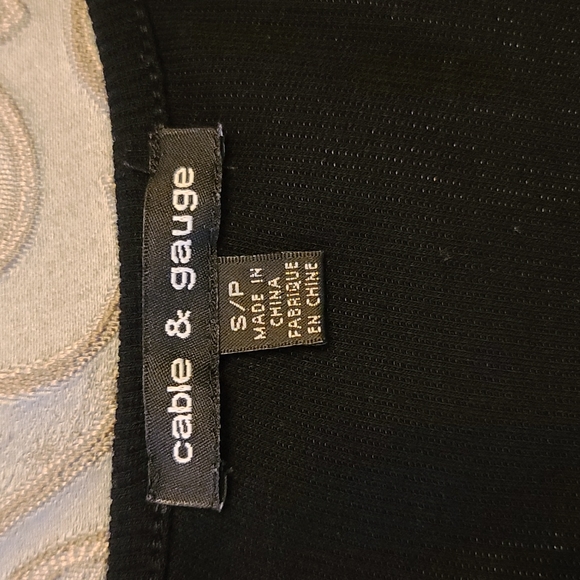 cable & gauge
S/P
MADE IN
CHINA
FABRIQUE
EN CHINE